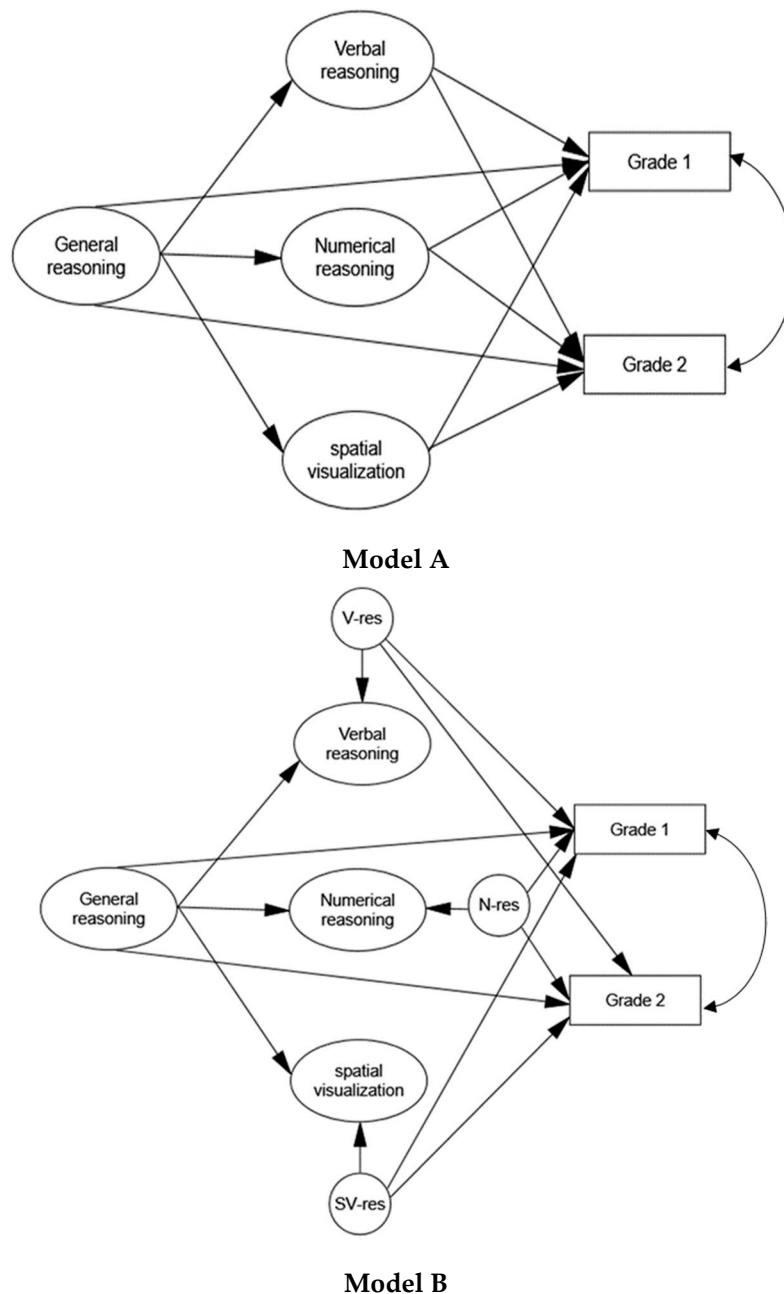 Verbal
reasoning
Grade 1
General
reasoning
Numerical
reasoning
Grade 2
spatial
visualization
Model A
V-res
Verbal
reasoning
Grade 1
General
reasoning
Numerical
reasoning
N-res
Grade 2
spatial
visualization
SV-res
Model B